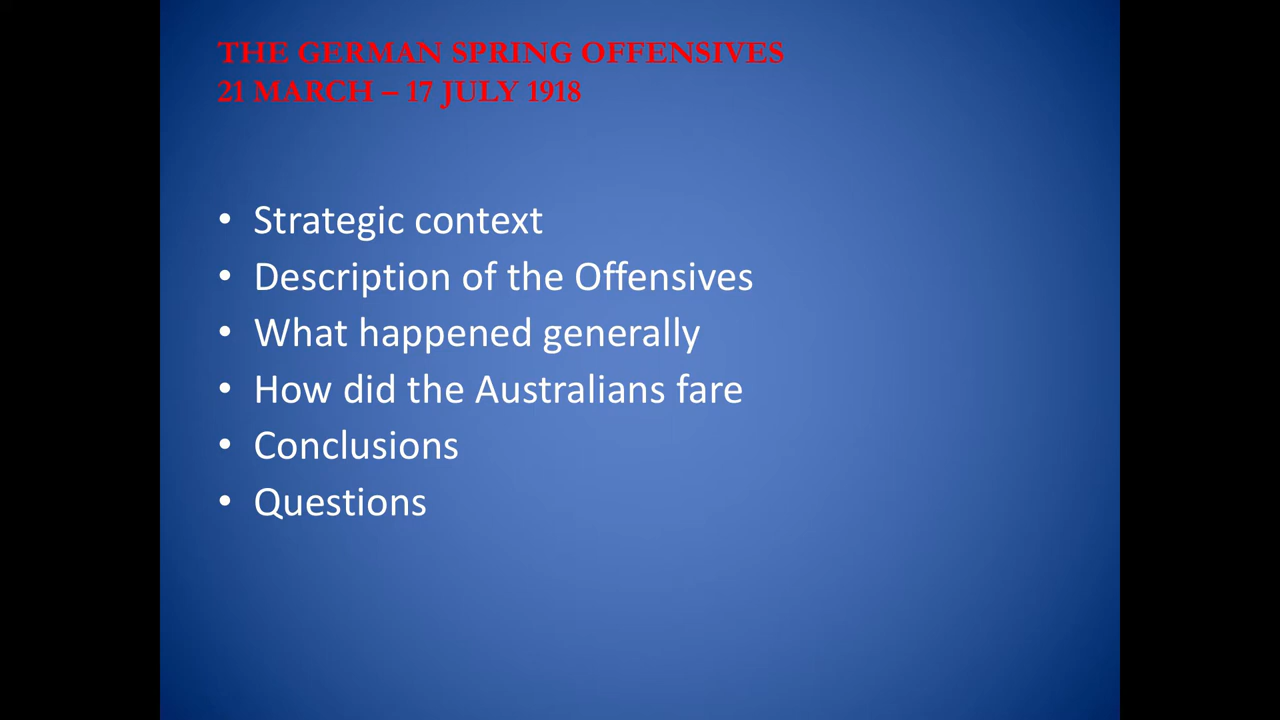 THE GERMAN SPRING OFFENSIVES
21 MARCH – 17 JULY 1918
• Strategic context
• Description of the Offensives
• What happened generally
• How did the Australians fare
• Conclusions
• Questions